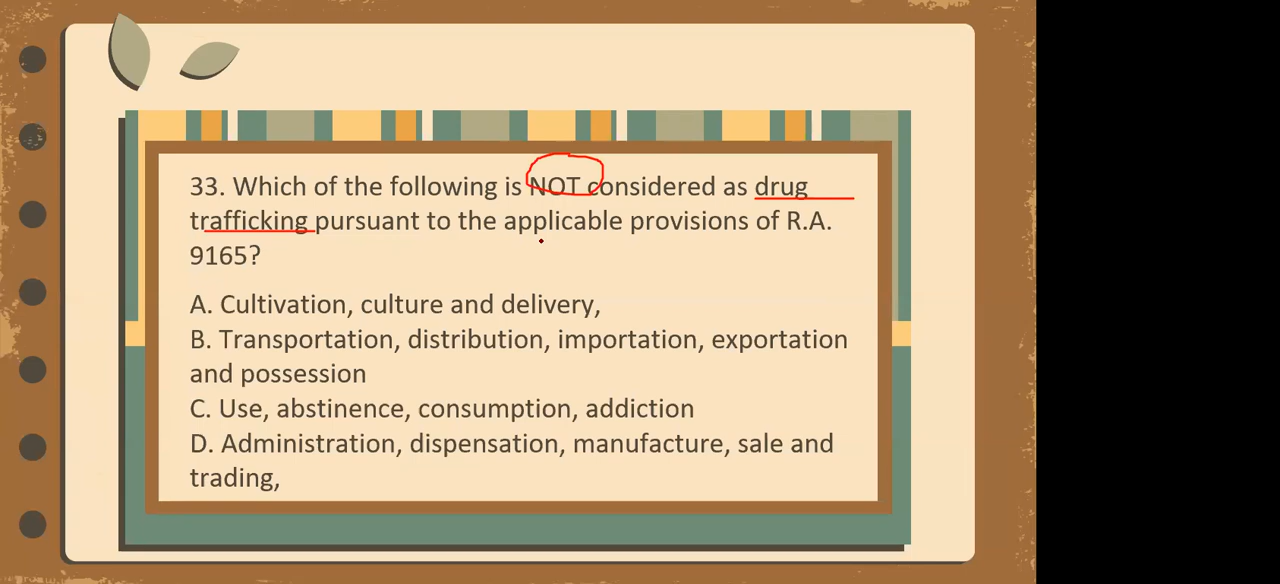 33. Which of the following is NOT considered as drug
trafficking pursuant to the applicable provisions of R.A.
9165?
A. Cultivation, culture and delivery,
B. Transportation, distribution, importation, exportation
and possession
C. Use, abstinence, consumption, addiction
D. Administration, dispensation, manufacture, sale and
trading,